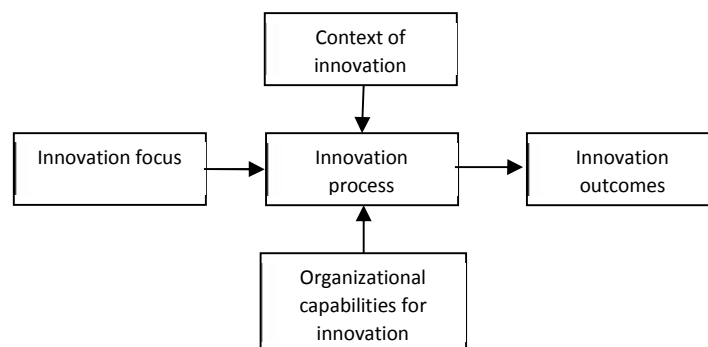 Context of
innovation
Innovation focus
Innovation
process
Innovation
outcomes
Organizational
capabilities for
innovation